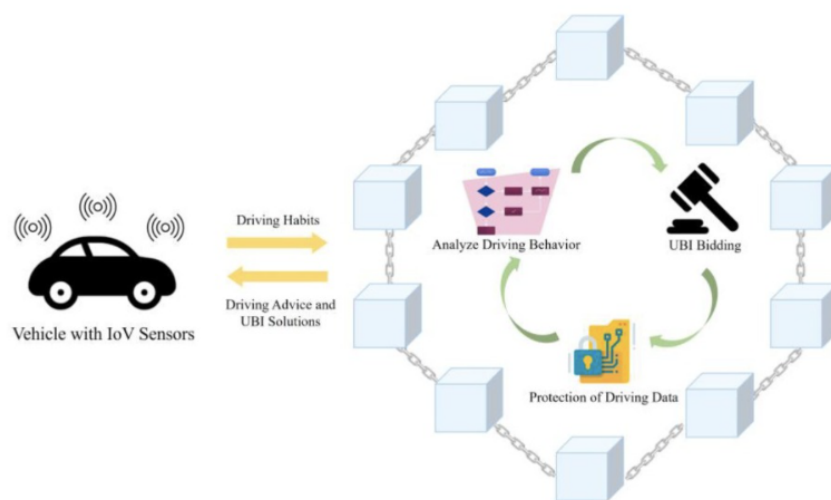 Driving Habits
Driving Advice and
UBI Solutions
Vehicle with IoV Sensors
Analyze Driving Behavior
UBI Bidding
Protection of Driving Data